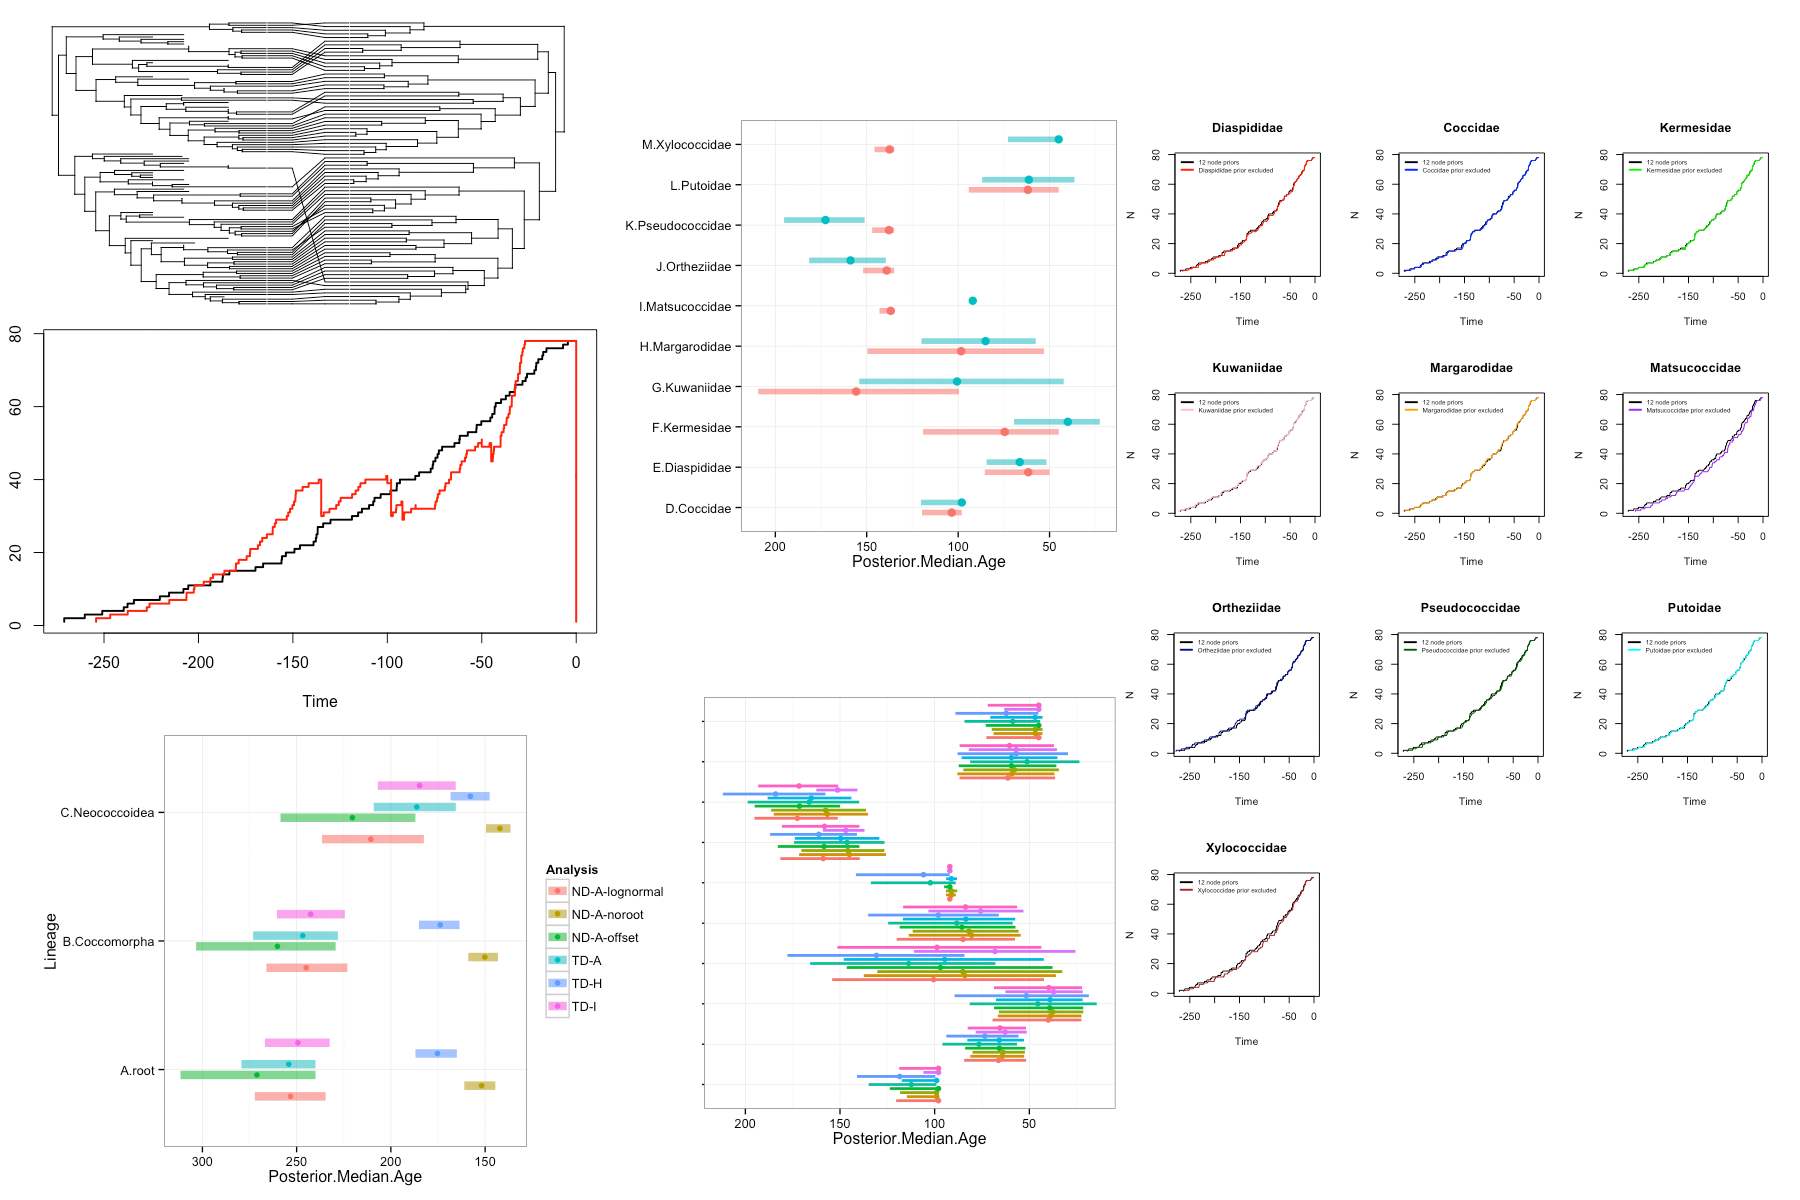 80
60
40
20
0
-250 -200 -150 -100 -50 0
Time
M.Xylococcidae
L.Putoidae
K.Pseudococcidae
J.Ortheziidae
I.Matsucoccidae
H.Margarodidae
G.Kuwaniidae
F.Kermesidae
E.Diaspididae
D.Coccidae
200 150 100 50
Posterior.Median.Age
Lineage
C.Neococcoidea
B.Coccomorpha
A.root
300 250 200 150
Posterior.Median.Age
Analysis
ND-A-lognormal
ND-A-noroot
ND-A-offset
TD-A
TD-H
TD-I
200 150 100 50
Posterior.Median.Age
Diaspididae
12 node priors
Diaspididae prior excluded
N
80
60
40
20
0
-250 -150 -50 0
Time
Coccidae
12 node priors
Coccidae prior excluded
N
80
60
40
20
0
-250 -150 -50 0
Time
Kermesidae
12 node priors
Kermesidae prior excluded
N
80
60
40
20
0
-250 -150 -50 0
Time
Kuwaniidae
12 node priors
Kuwaniidae prior excluded
N
80
60
40
20
0
-250 -150 -50 0
Time
Margarodidae
12 node priors
Margarodidae prior excluded
N
80
60
40
20
0
-250 -150 -50 0
Time
Matsucoccidae
12 node priors
Matsucoccidae prior excluded
N
80
60
40
20
0
-250 -150 -50 0
Time
Ortheziidae
12 node priors
Ortheziidae prior excluded
N
80
60
40
20
0
-250 -150 -50 0
Time
Pseudococcidae
12 node priors
Pseudococcidae prior excluded
N
80
60
40
20
0
-250 -150 -50 0
Time
Putoidae
12 node priors
Putoidae prior excluded
N
80
60
40
20
0
-250 -150 -50 0
Time
Xylococcidae
12 node priors
Xylococcidae prior excluded
N
80
60
40
20
0
-250 -150 -50 0
Time